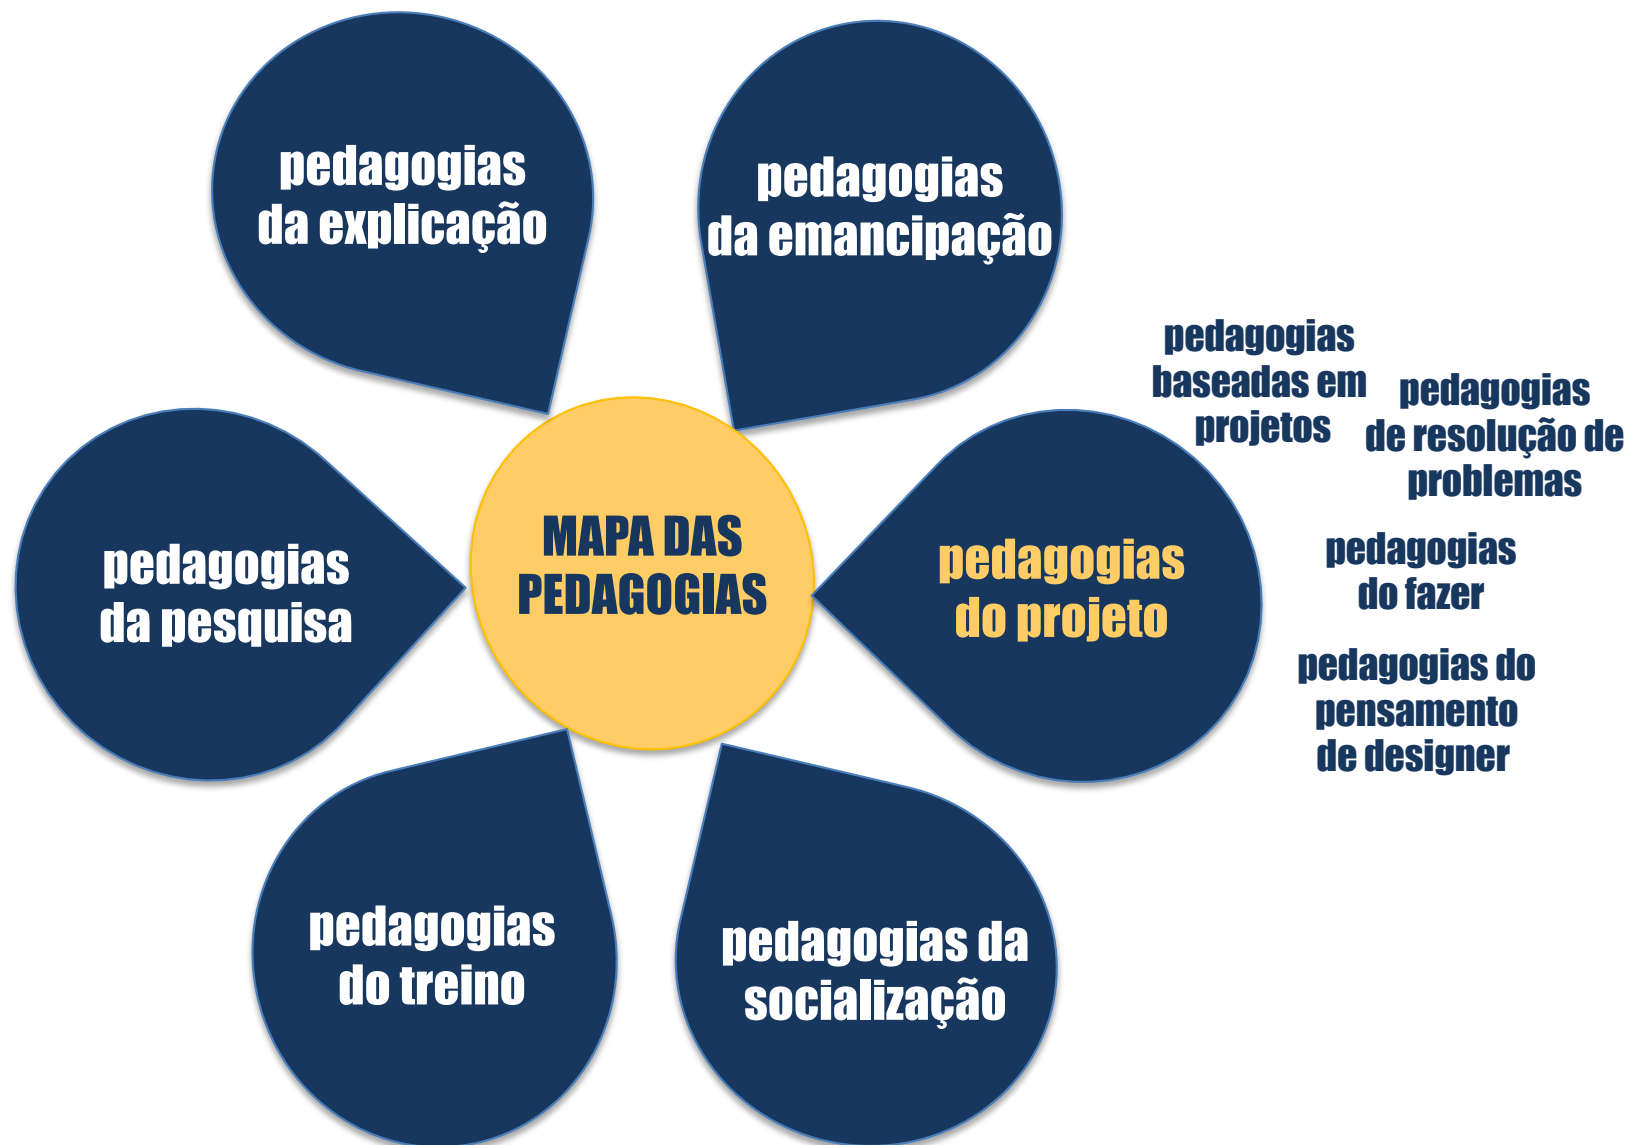 pedagogias
da explicação
pedagogias
da emancipação
pedagogias
baseadas em
projetos
pedagogias
de resolução de
problemas
MAPA DAS
PEDAGOGIAS
pedagogias
da pesquisa
pedagogias
do projeto
pedagogias
do fazer
pedagogias do
pensamento
de designer
pedagogias
do treino
pedagogias da
socialização